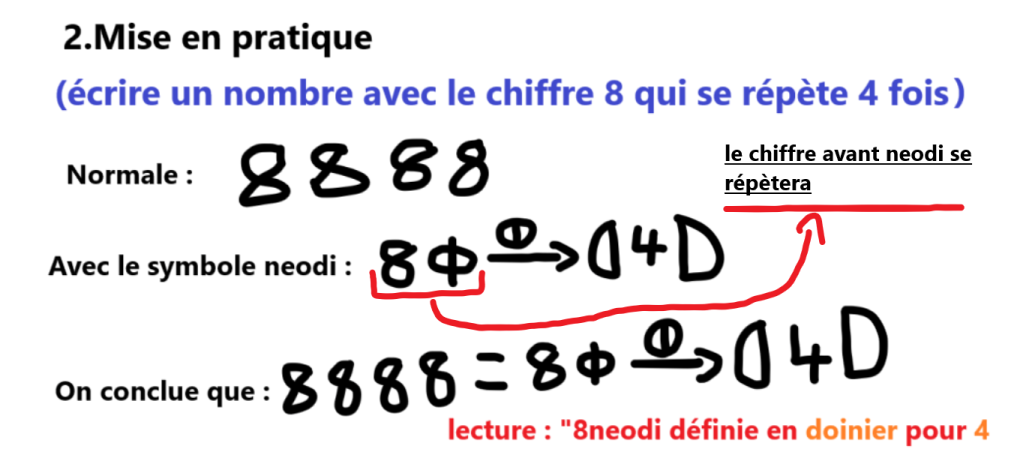 2.Mise en pratique
(écrire un nombre avec le chiffre 8 qui se répète 4 fois)
Normale : 8888
le chiffre avant neodi se
répètera
Avec le symbole neodi : 8Φ ⦶→ ᗡ4D
On conclue que : 8888 = 8Φ ⦶→ ᗡ4D
lecture : "8neodi définie en doinier pour 4